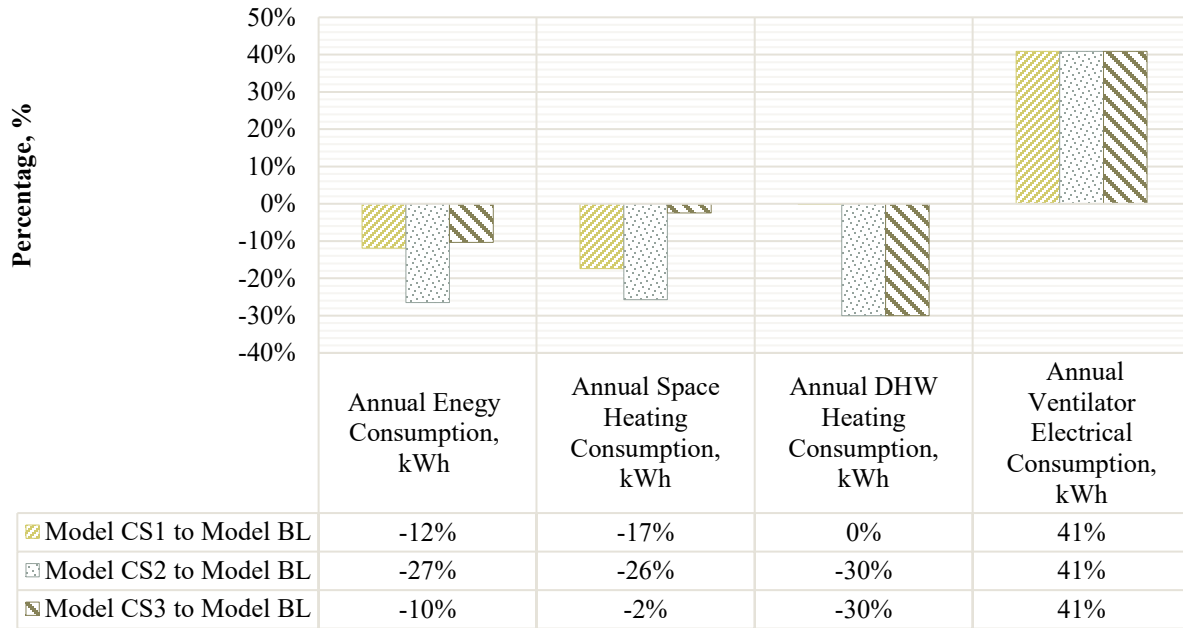 Percentage, %
50%
40%
30%
20%
10%
0%
-10%
-20%
-30%
-40%
Annual Enegy
Consumption,
kWh
Annual Space
Heating
Consumption,
kWh
Annual DHW
Heating
Consumption,
kWh
Annual
Ventilator
Electrical
Consumption,
kWh
Model CS1 to Model BL -12% -17% 0% 41%
Model CS2 to Model BL -27% -26% -30% 41%
Model CS3 to Model BL -10% -2% -30% 41%